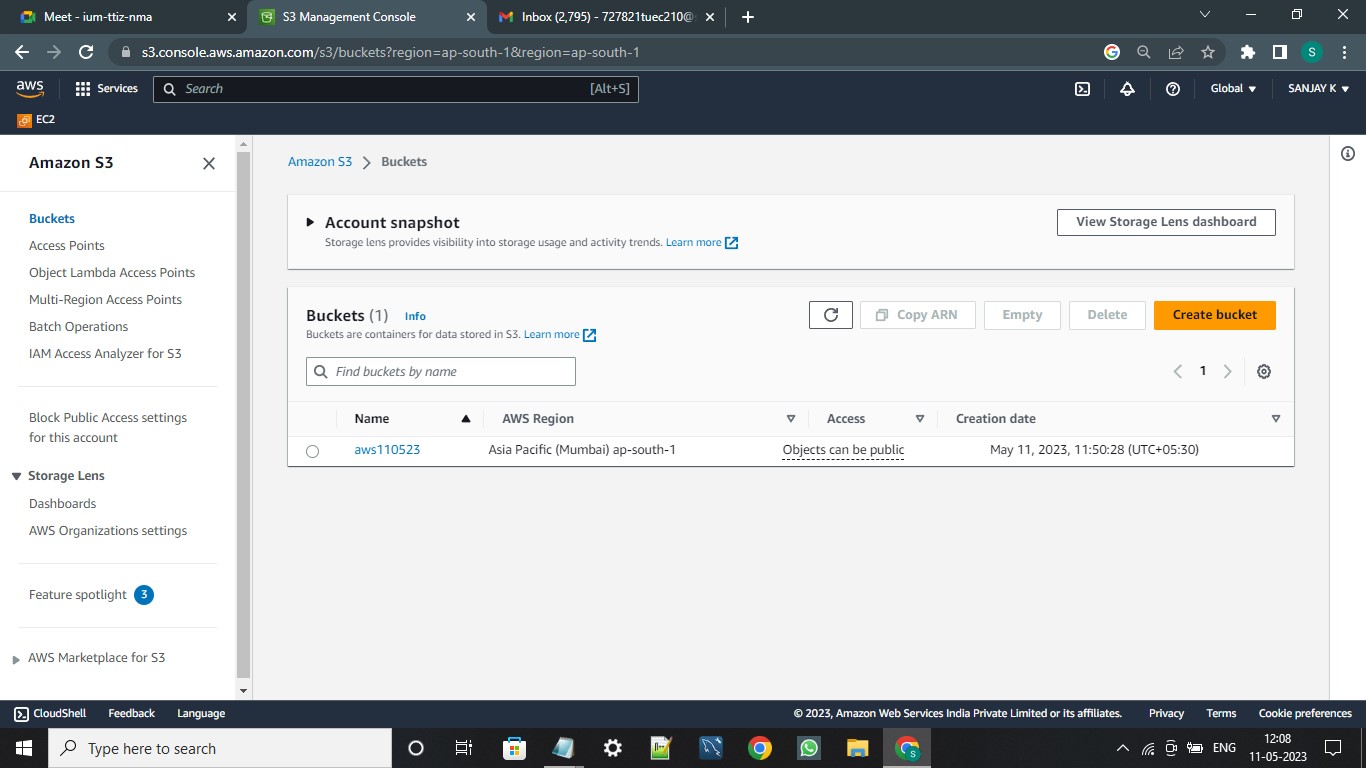 Meet - ium-ttiz-nma
S3 Management Console
Inbox (2,795) - 727821tuec210@
s3.console.aws.amazon.com/s3/buckets?region=ap-south-1&region=ap-south-1
S
aws
Services
Search
[Alt+S]
Global
SANJAY K
EC2
Amazon S3
Buckets
Access Points
Object Lambda Access Points
Multi-Region Access Points
Batch Operations
IAM Access Analyzer for S3
Block Public Access settings
for this account
Storage Lens
Dashboards
AWS Organizations settings
Feature spotlight 3
AWS Marketplace for S3
Amazon S3 > Buckets
Account snapshot
Storage lens provides visibility into storage usage and activity trends. Learn more
View Storage Lens dashboard
Buckets (1) Info
Buckets are containers for data stored in S3. Learn more
Copy ARN
Empty
Delete
Create bucket
Find buckets by name
1
Name AWS Region Access Creation date
aws110523 Asia Pacific (Mumbai) ap-south-1 Objects can be public May 11, 2023, 11:50:28 (UTC+05:30)
CloudShell Feedback Language © 2023, Amazon Web Services India Private Limited or its affiliates. Privacy Terms Cookie preferences
Type here to search
S
ENG
12:08
11-05-2023